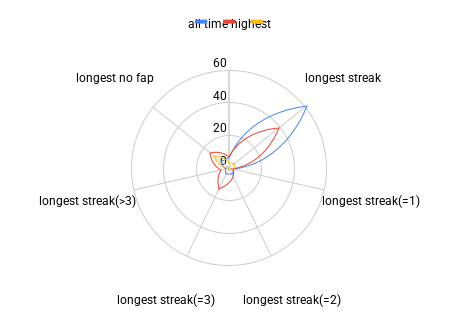 all time highest
60
longest no fap
longest streak
40
20
0
longest streak(>3)
longest streak(=1)
longest streak(=3)
longest streak(=2)